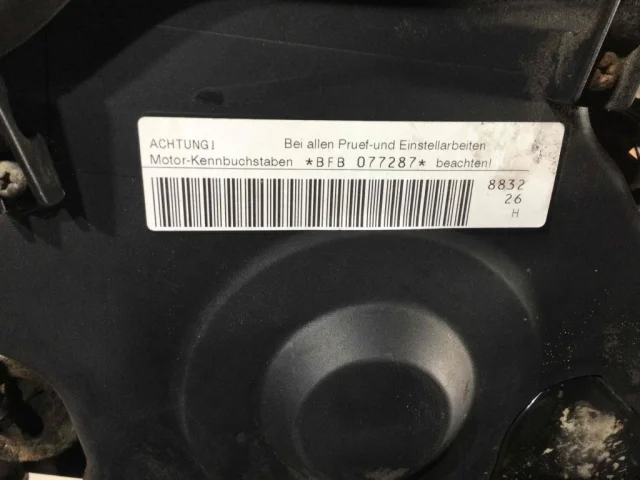 ACHTUNG! Bei allen Pruef-und Einstellarbeiten
Motor-Kennbuchstaben *BFB 077287* beachten!
8832
26
H